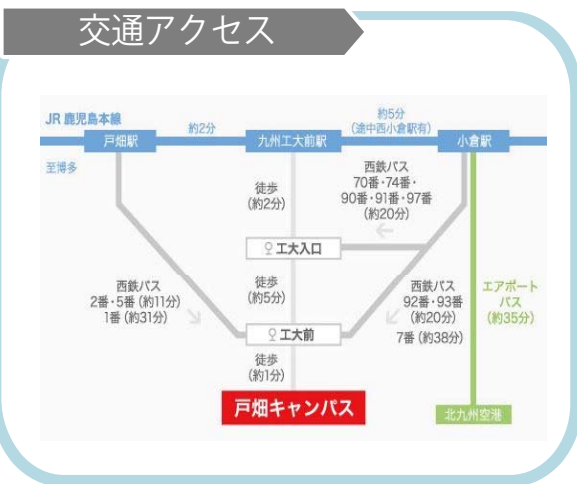 交通アクセス
JR 鹿児島本線
約2分
約5分
(途中西小倉駅有)
戸畑駅
九州工大前駅
小倉駅
至博多
徒歩
(約2分)
西鉄バス
70番・74番・
90番・91番・97番
(約20分)
工大入口
西鉄バス
2番・5番 (約11分)
1番 (約31分)
徒歩
(約5分)
西鉄バス
92番・93番
(約20分)
7番 (約38分)
エアポート
バス
(約35分)
工大前
徒歩
(約1分)
戸畑キャンパス
北九州空港